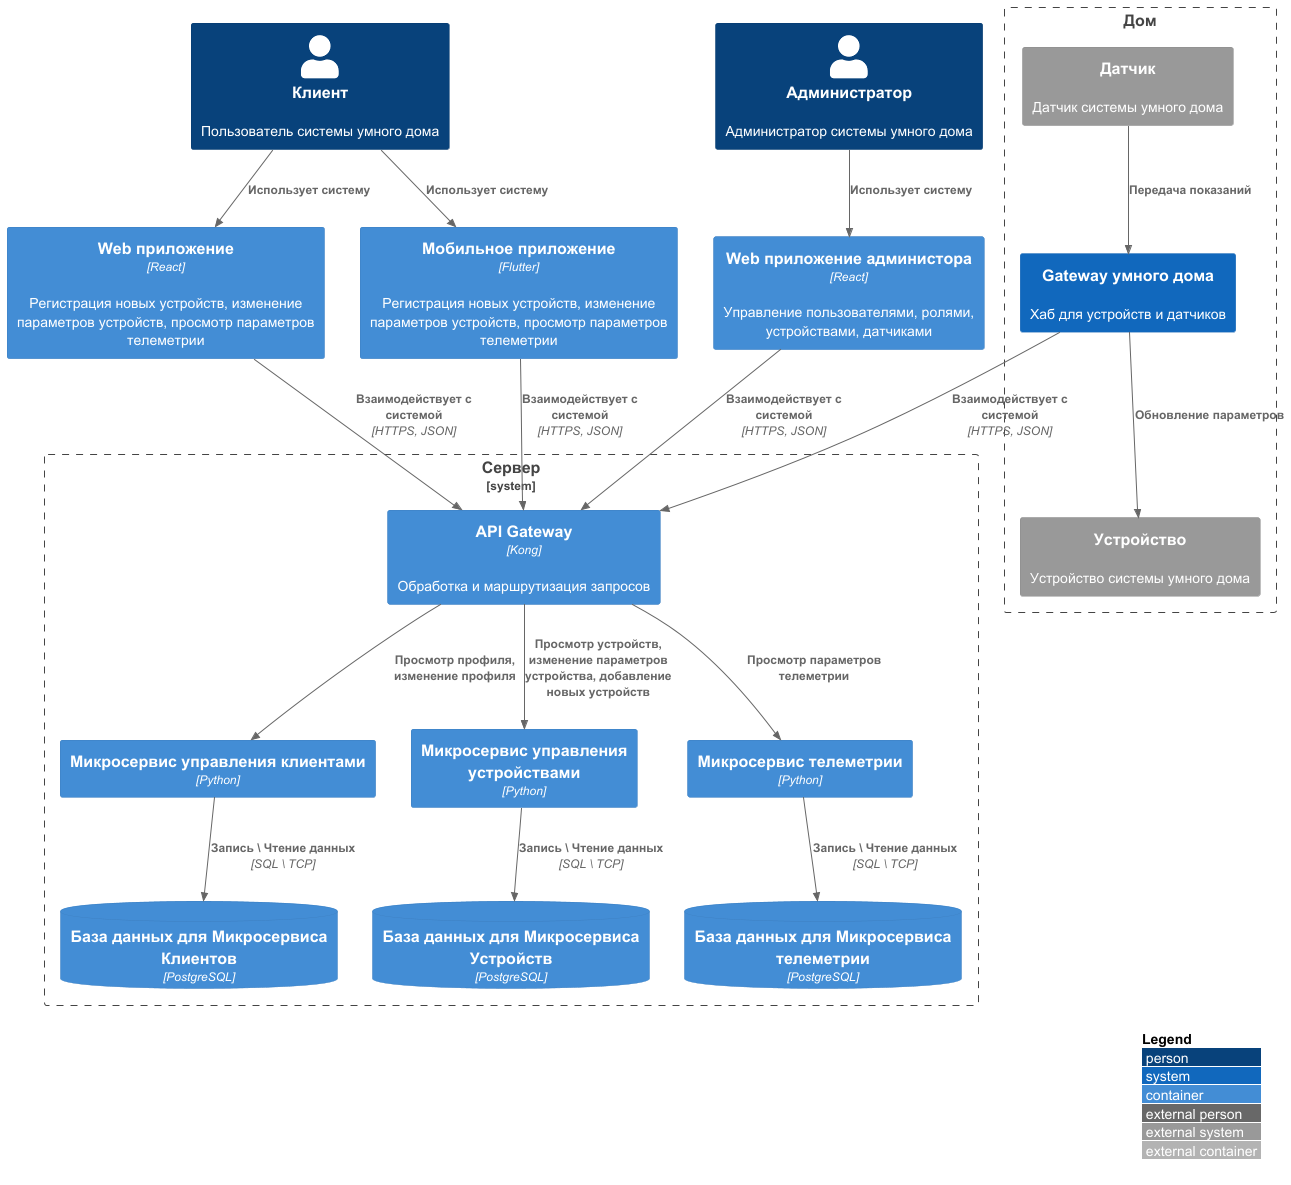 Дом
Клиент
Пользователь системы умного дома
Администратор
Администратор системы умного дома
Датчик
Датчик системы умного дома
Использует систему
Использует систему
Использует систему
Передача показаний
Web приложение
[React]
Регистрация новых устройств, изменение
параметров устройств, просмотр параметров
телеметрии
Мобильное приложение
[Flutter]
Регистрация новых устройств, изменение
параметров устройств, просмотр параметров
телеметрии
Web приложение администора
[React]
Управление пользователями, ролями,
устройствами, датчиками
Gateway умного дома
Хаб для устройств и датчиков
Взаимодействует с
системой
[HTTPS, JSON]
Взаимодействует с
системой
[HTTPS, JSON]
Взаимодействует с
системой
[HTTPS, JSON]
Взаимодействует с
системой
[HTTPS, JSON]
Обновление параметров
Сервер
[system]
API Gateway
[Kong]
Обработка и маршрутизация запросов
Устройство
Устройство системы умного дома
Просмотр профиля,
изменение профиля
Просмотр устройств,
изменение параметров
устройства, добавление
новых устройств
Просмотр параметров
телеметрии
Микросервис управления клиентами
[Python]
Микросервис управления
устройствами
[Python]
Микросервис телеметрии
[Python]
Запись \ Чтение данных
[SQL \ TCP]
Запись \ Чтение данных
[SQL \ TCP]
Запись \ Чтение данных
[SQL \ TCP]
База данных для Микросервиса
Клиентов
[PostgreSQL]
База данных для Микросервиса
Устройств
[PostgreSQL]
База данных для Микросервиса
телеметрии
[PostgreSQL]
Legend
person
system
container
external person
external system
external container